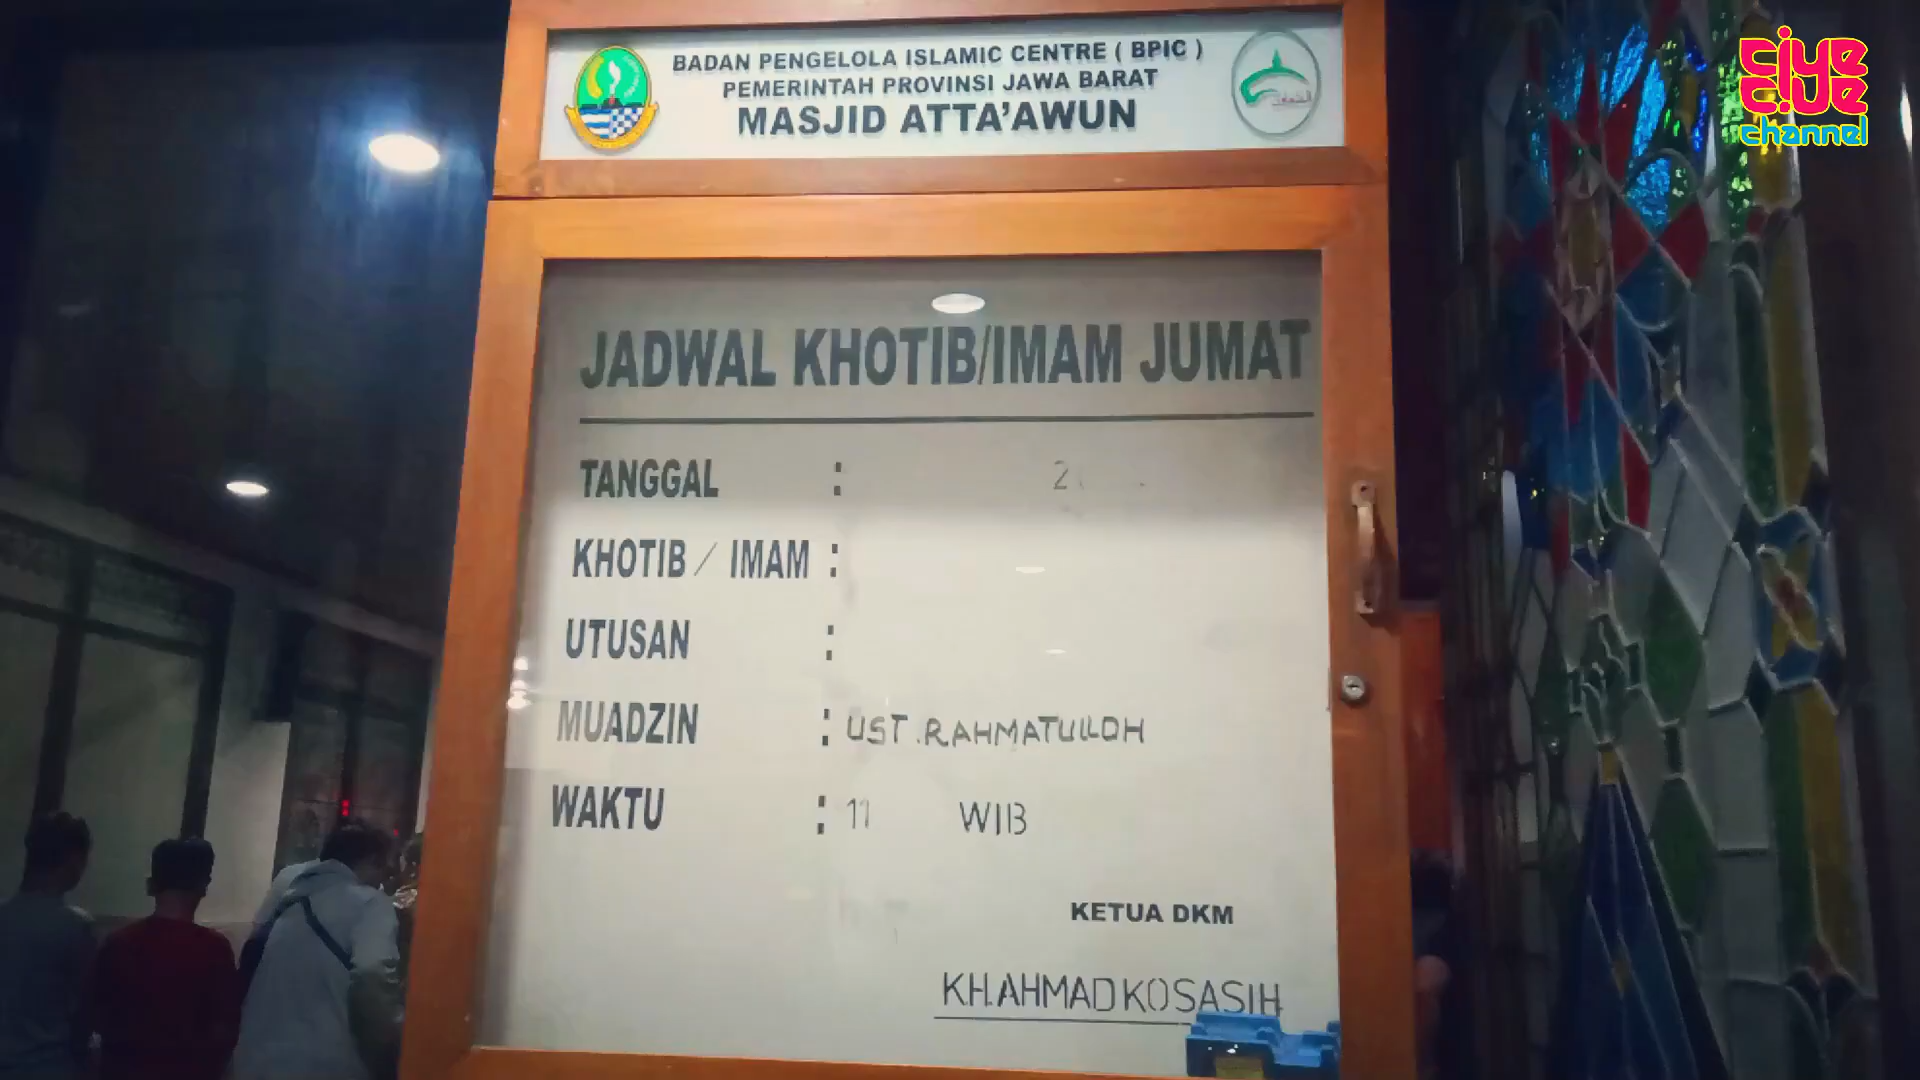 BADAN PENGELOLA ISLAMIC CENTRE ( BPIC )
PEMERINTAH PROVINSI JAWA BARAT
MASJID ATTA'AWUN
ciye
ciye
channel
JADWAL KHOTIB/IMAM JUMAT
TANGGAL : 2
KHOTIB / IMAM :
UTUSAN :
MUADZIN : UST. RAHMATULLOH
WAKTU : 11 WIB
KETUA DKM
KH.AHMAD KOSASIH